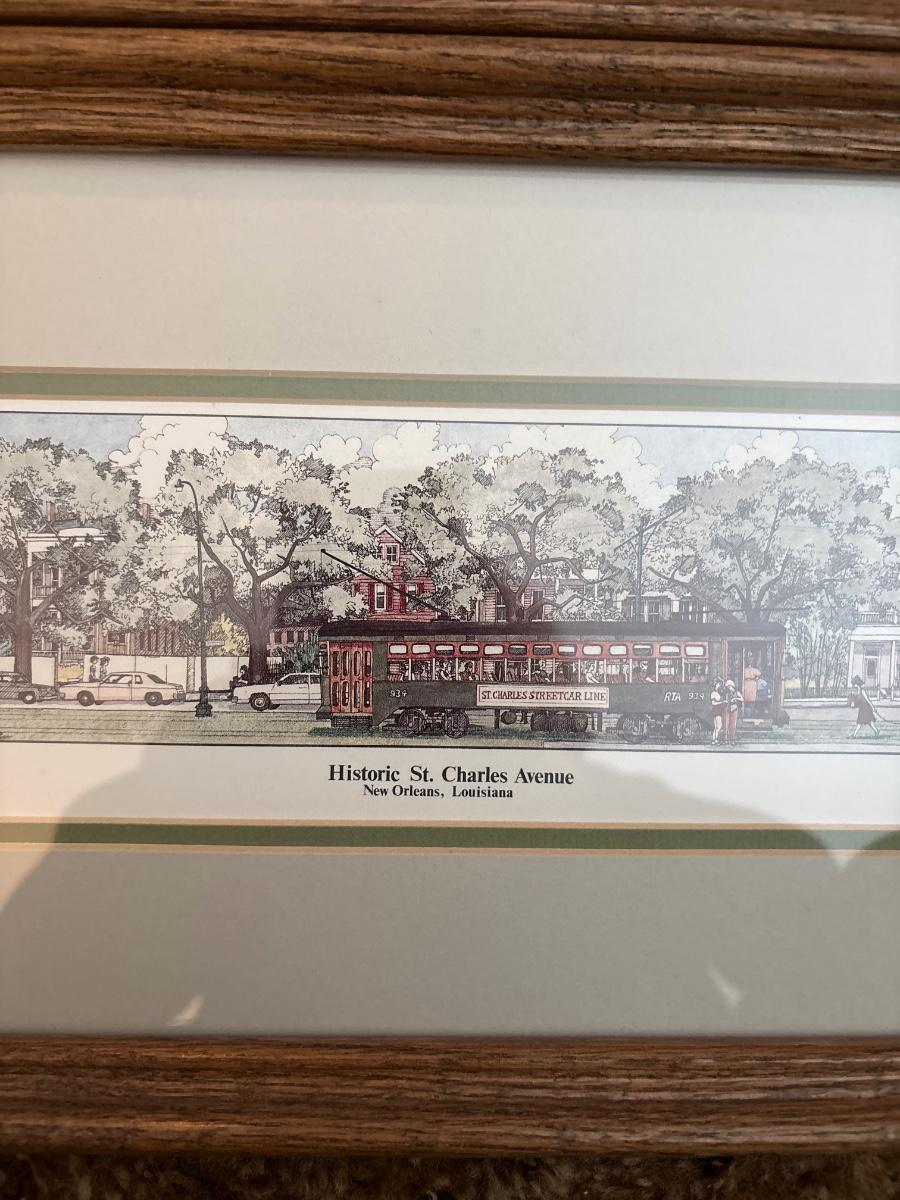 934
ST. CHARLES STREETCAR LINE
RTA 934
Historic St. Charles Avenue
New Orleans, Louisiana